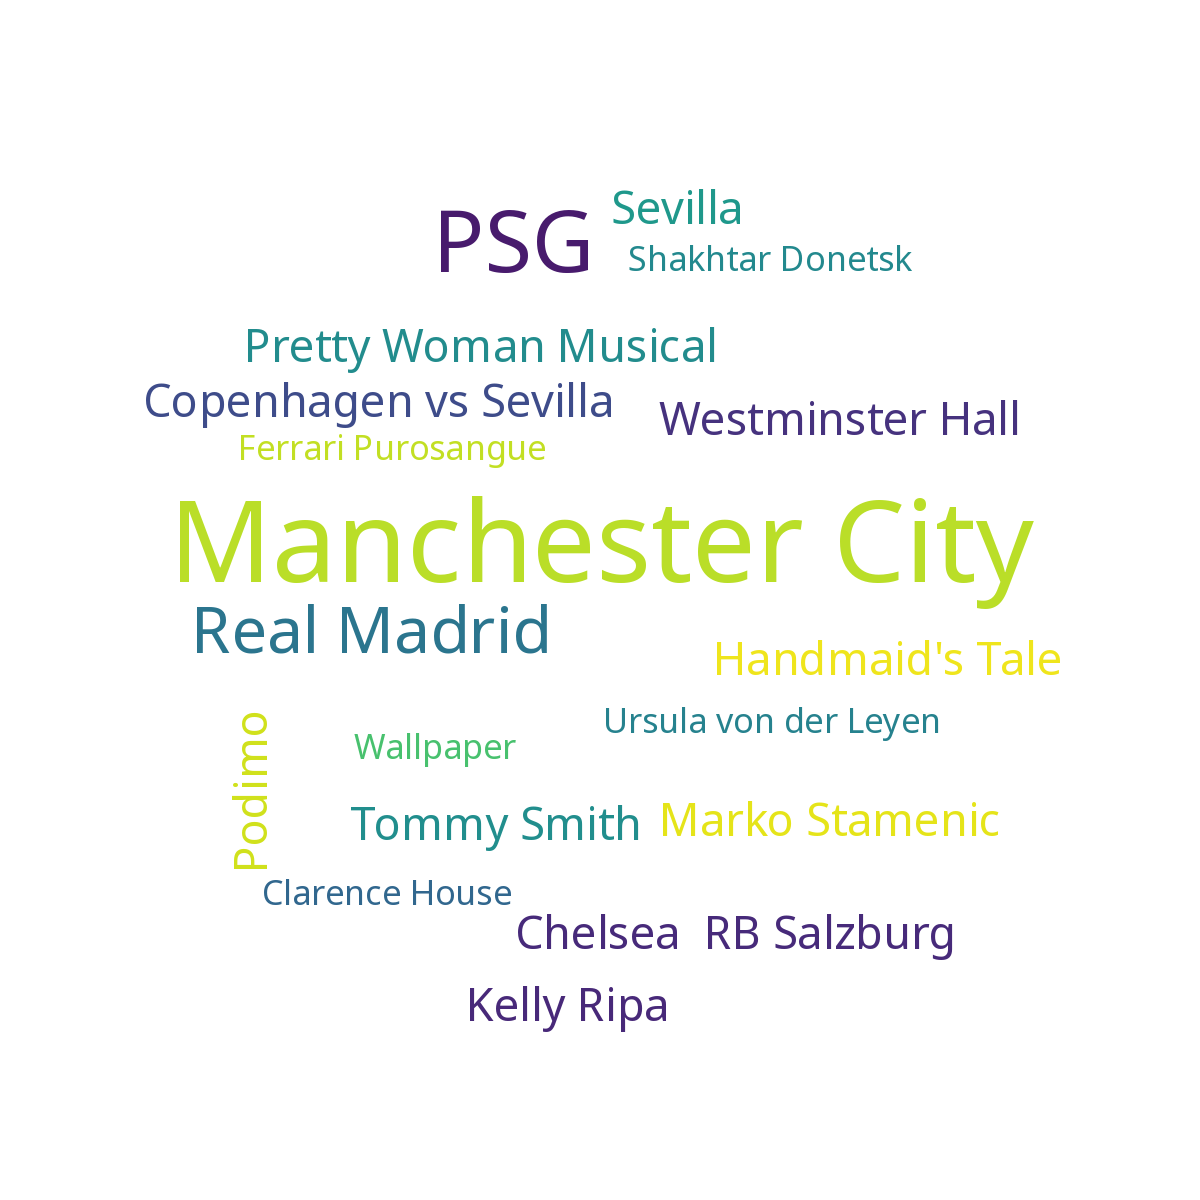 PSG
Sevilla
Shakhtar Donetsk
Pretty Woman Musical
Copenhagen vs Sevilla
Westminster Hall
Ferrari Purosangue
Manchester City
Real Madrid
Handmaid's Tale
Ursula von der Leyen
Podimo
Wallpaper
Tommy Smith
Marko Stamenic
Clarence House
Chelsea
RB Salzburg
Kelly Ripa